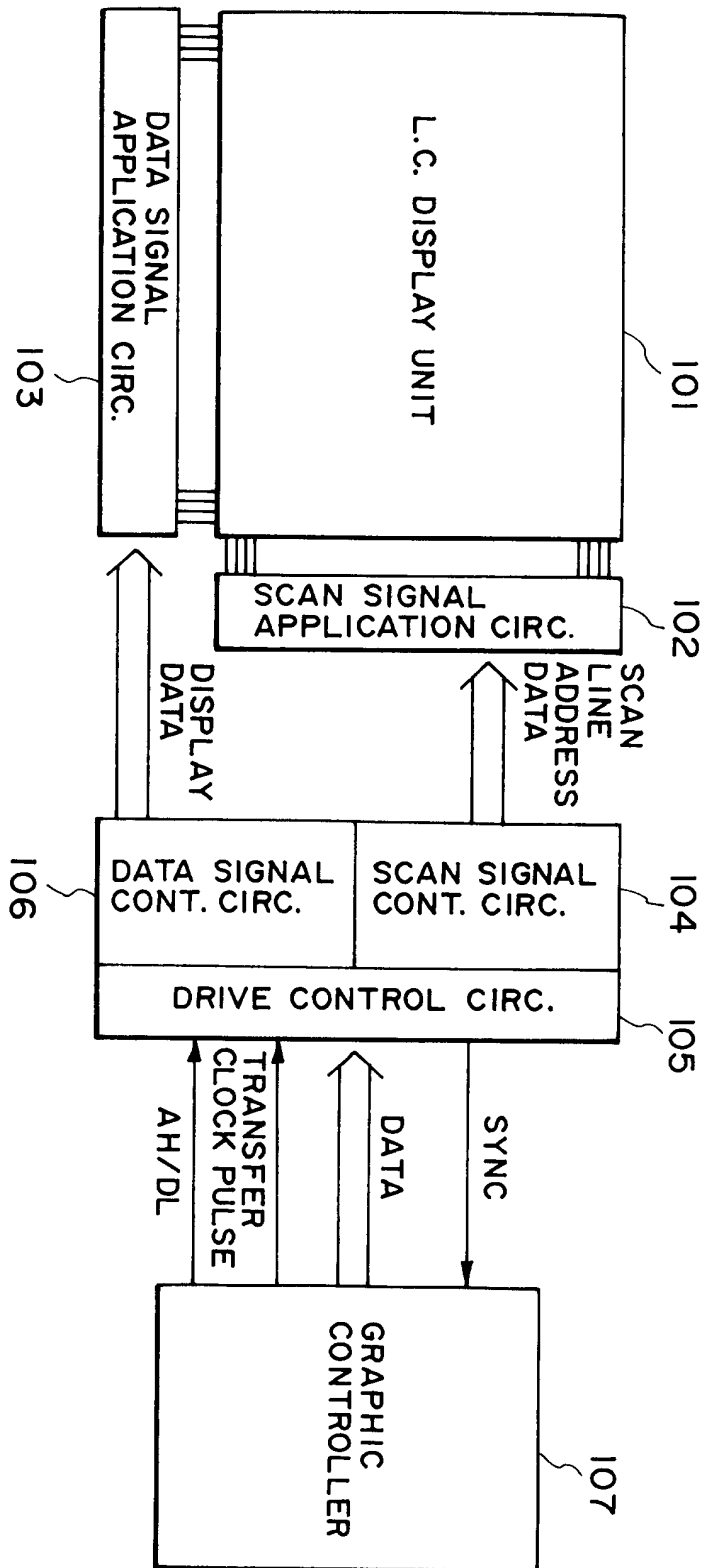 101
L.C. DISPLAY UNIT
102
SCAN SIGNAL
APPLICATION CIRC.
DATA SIGNAL
APPLICATION CIRC.
103
SCAN
LINE
ADDRESS
DATA
DISPLAY
DATA
104
SCAN SIGNAL
CONT. CIRC.
DATA SIGNAL
CONT. CIRC.
106
DRIVE CONTROL CIRC.
105
SYNC
DATA
TRANSFER
CLOCK PULSE
AH/DL
GRAPHIC
CONTROLLER
107